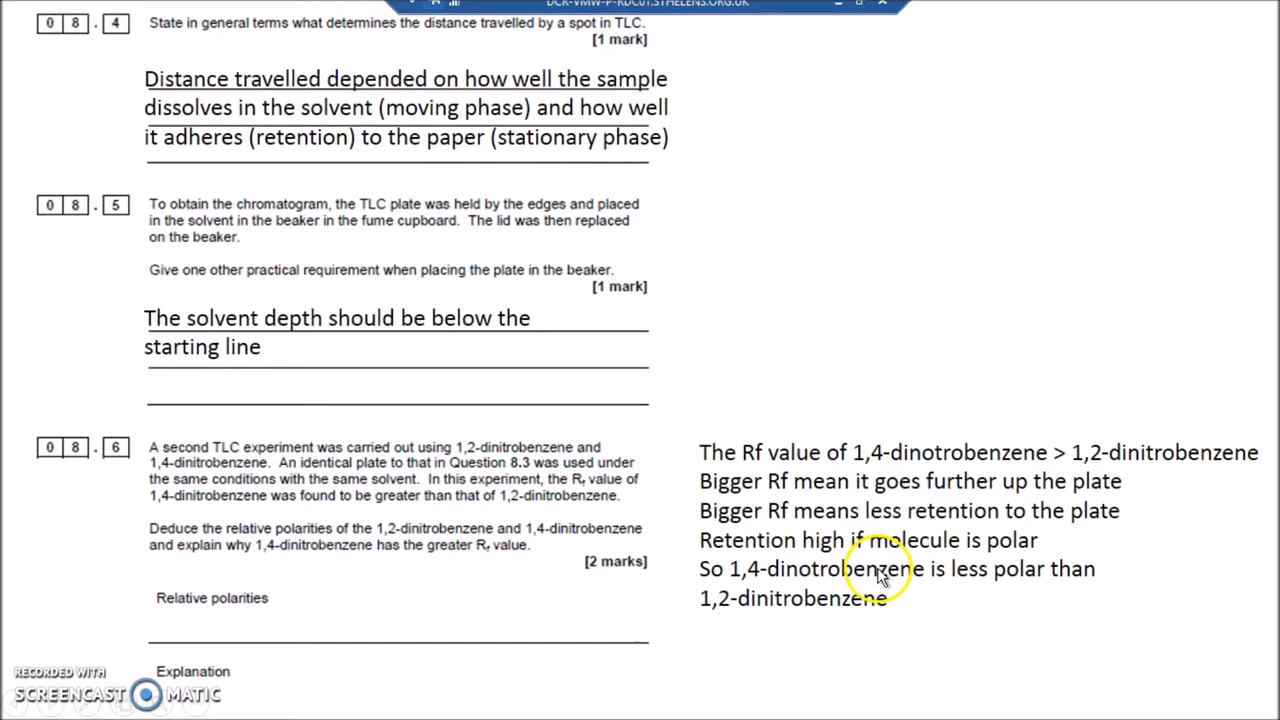 DCR-VMW-P-RDC01.STHELENS.ORG.UK
0 8 . 4 State in general terms what determines the distance travelled by a spot in TLC.
[1 mark]
Distance travelled depended on how well the sample
dissolves in the solvent (moving phase) and how well
it adheres (retention) to the paper (stationary phase)
0 8 . 5 To obtain the chromatogram, the TLC plate was held by the edges and placed
in the solvent in the beaker in the fume cupboard. The lid was then replaced
on the beaker.
Give one other practical requirement when placing the plate in the beaker.
[1 mark]
The solvent depth should be below the
starting line
0 8 . 6 A second TLC experiment was carried out using 1,2-dinitrobenzene and
1,4-dinitrobenzene. An identical plate to that in Question 8.3 was used under
the same conditions with the same solvent. In this experiment, the Rf value of
1,4-dinitrobenzene was found to be greater than that of 1,2-dinitrobenzene.
Deduce the relative polarities of the 1,2-dinitrobenzene and 1,4-dinitrobenzene
and explain why 1,4-dinitrobenzene has the greater Rf value.
[2 marks]
Relative polarities
Explanation
The Rf value of 1,4-dinotrobenzene > 1,2-dinitrobenzene
Bigger Rf mean it goes further up the plate
Bigger Rf means less retention to the plate
Retention high if molecule is polar
So 1,4-dinotrobenzene is less polar than
1,2-dinitrobenzene
RECORDED WITH
SCREENCAST MATIC